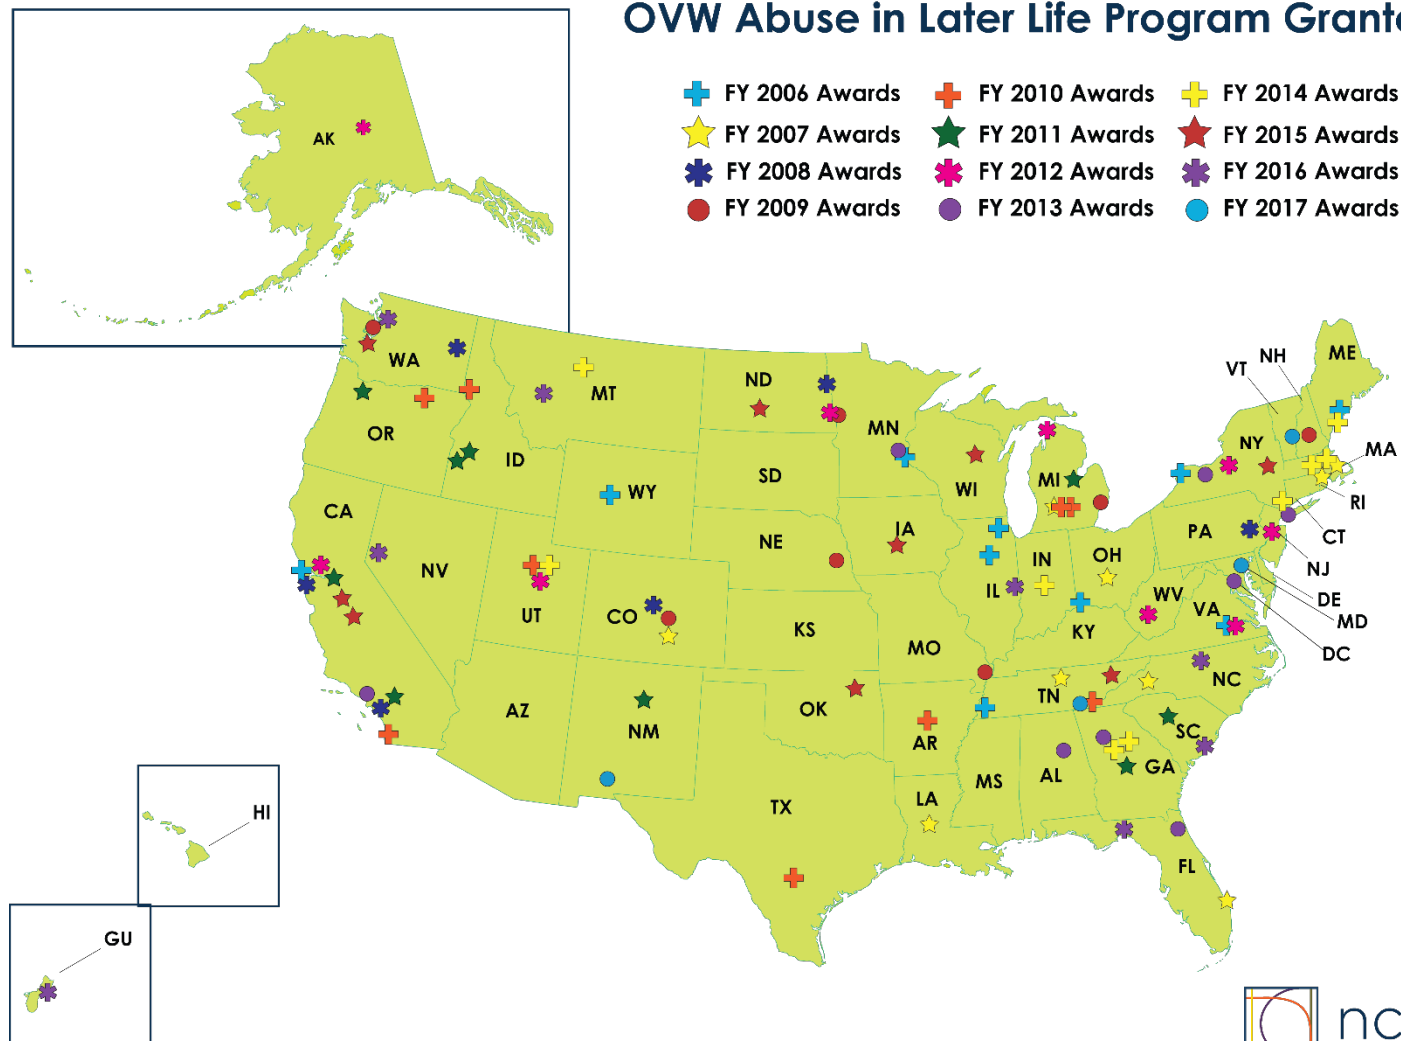 OVW Abuse in Later Life Program
FY 2006 Awards
FY 2010 Awards
FY 2014 Awards
FY 2007 Awards
FY 2011 Awards
FY 2015 Awards
FY 2008 Awards
FY 2012 Awards
FY 2016 Awards
FY 2009 Awards
FY 2013 Awards
FY 2017 Awards
AK
WA
MT
ND
MN
VT
NH
ME
OR
ID
WY
SD
WI
MI
NY
MA
RI
CT
CA
NV
UT
CO
NE
IA
IL
IN
OH
PA
NJ
DE
MD
DC
KS
MO
KY
WV
VA
AZ
NM
OK
AR
TN
NC
SC
TX
LA
MS
AL
GA
FL
HI
GU
nc